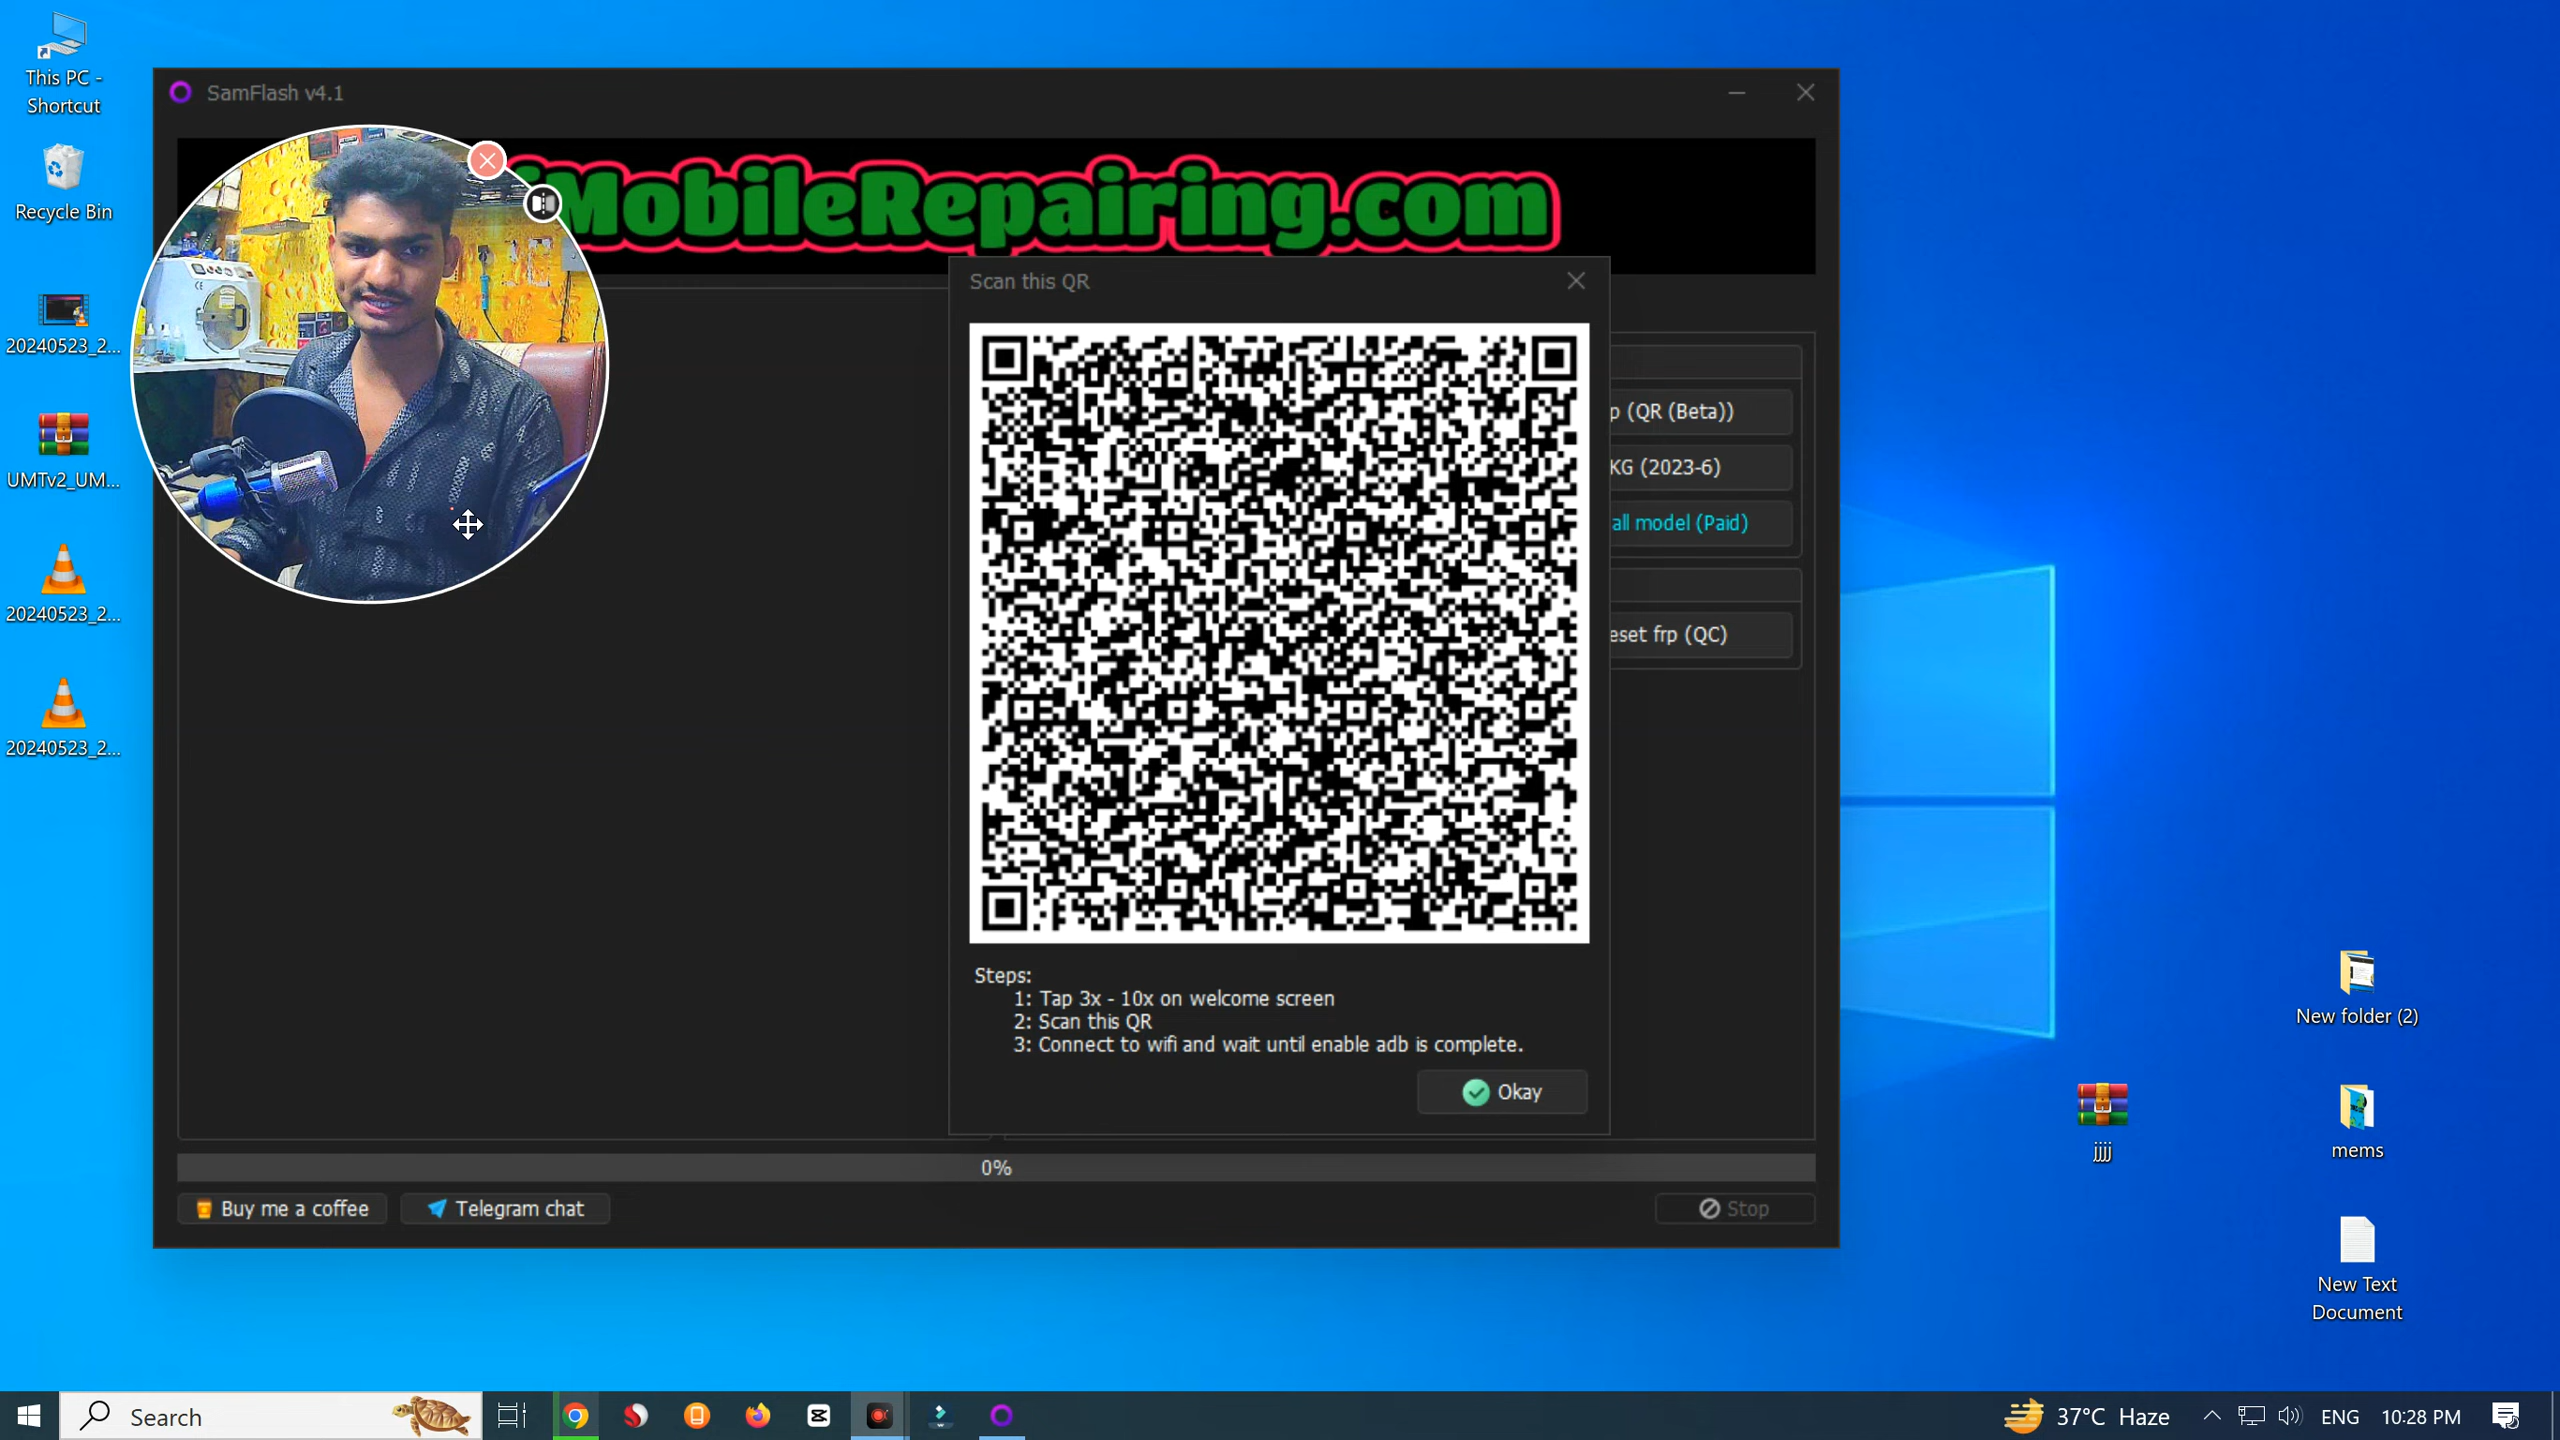 This PC -
Shortcut
Recycle Bin
20240523_2...
UMTv2_UM...
20240523_2...
20240523_2...
SamFlash v4.1
MobileRepairing.com
Scan this QR
p (QR (Beta))
KG (2023-6)
all model (Paid)
eset frp (QC)
Steps:
1: Tap 3x - 10x on welcome screen
2: Scan this QR
3: Connect to wifi and wait until enable adb is complete.
Okay
0%
Buy me a coffee
Telegram chat
Stop
New folder (2)
jjjj
mems
New Text
Document
Search
37°C Haze
ENG
10:28 PM